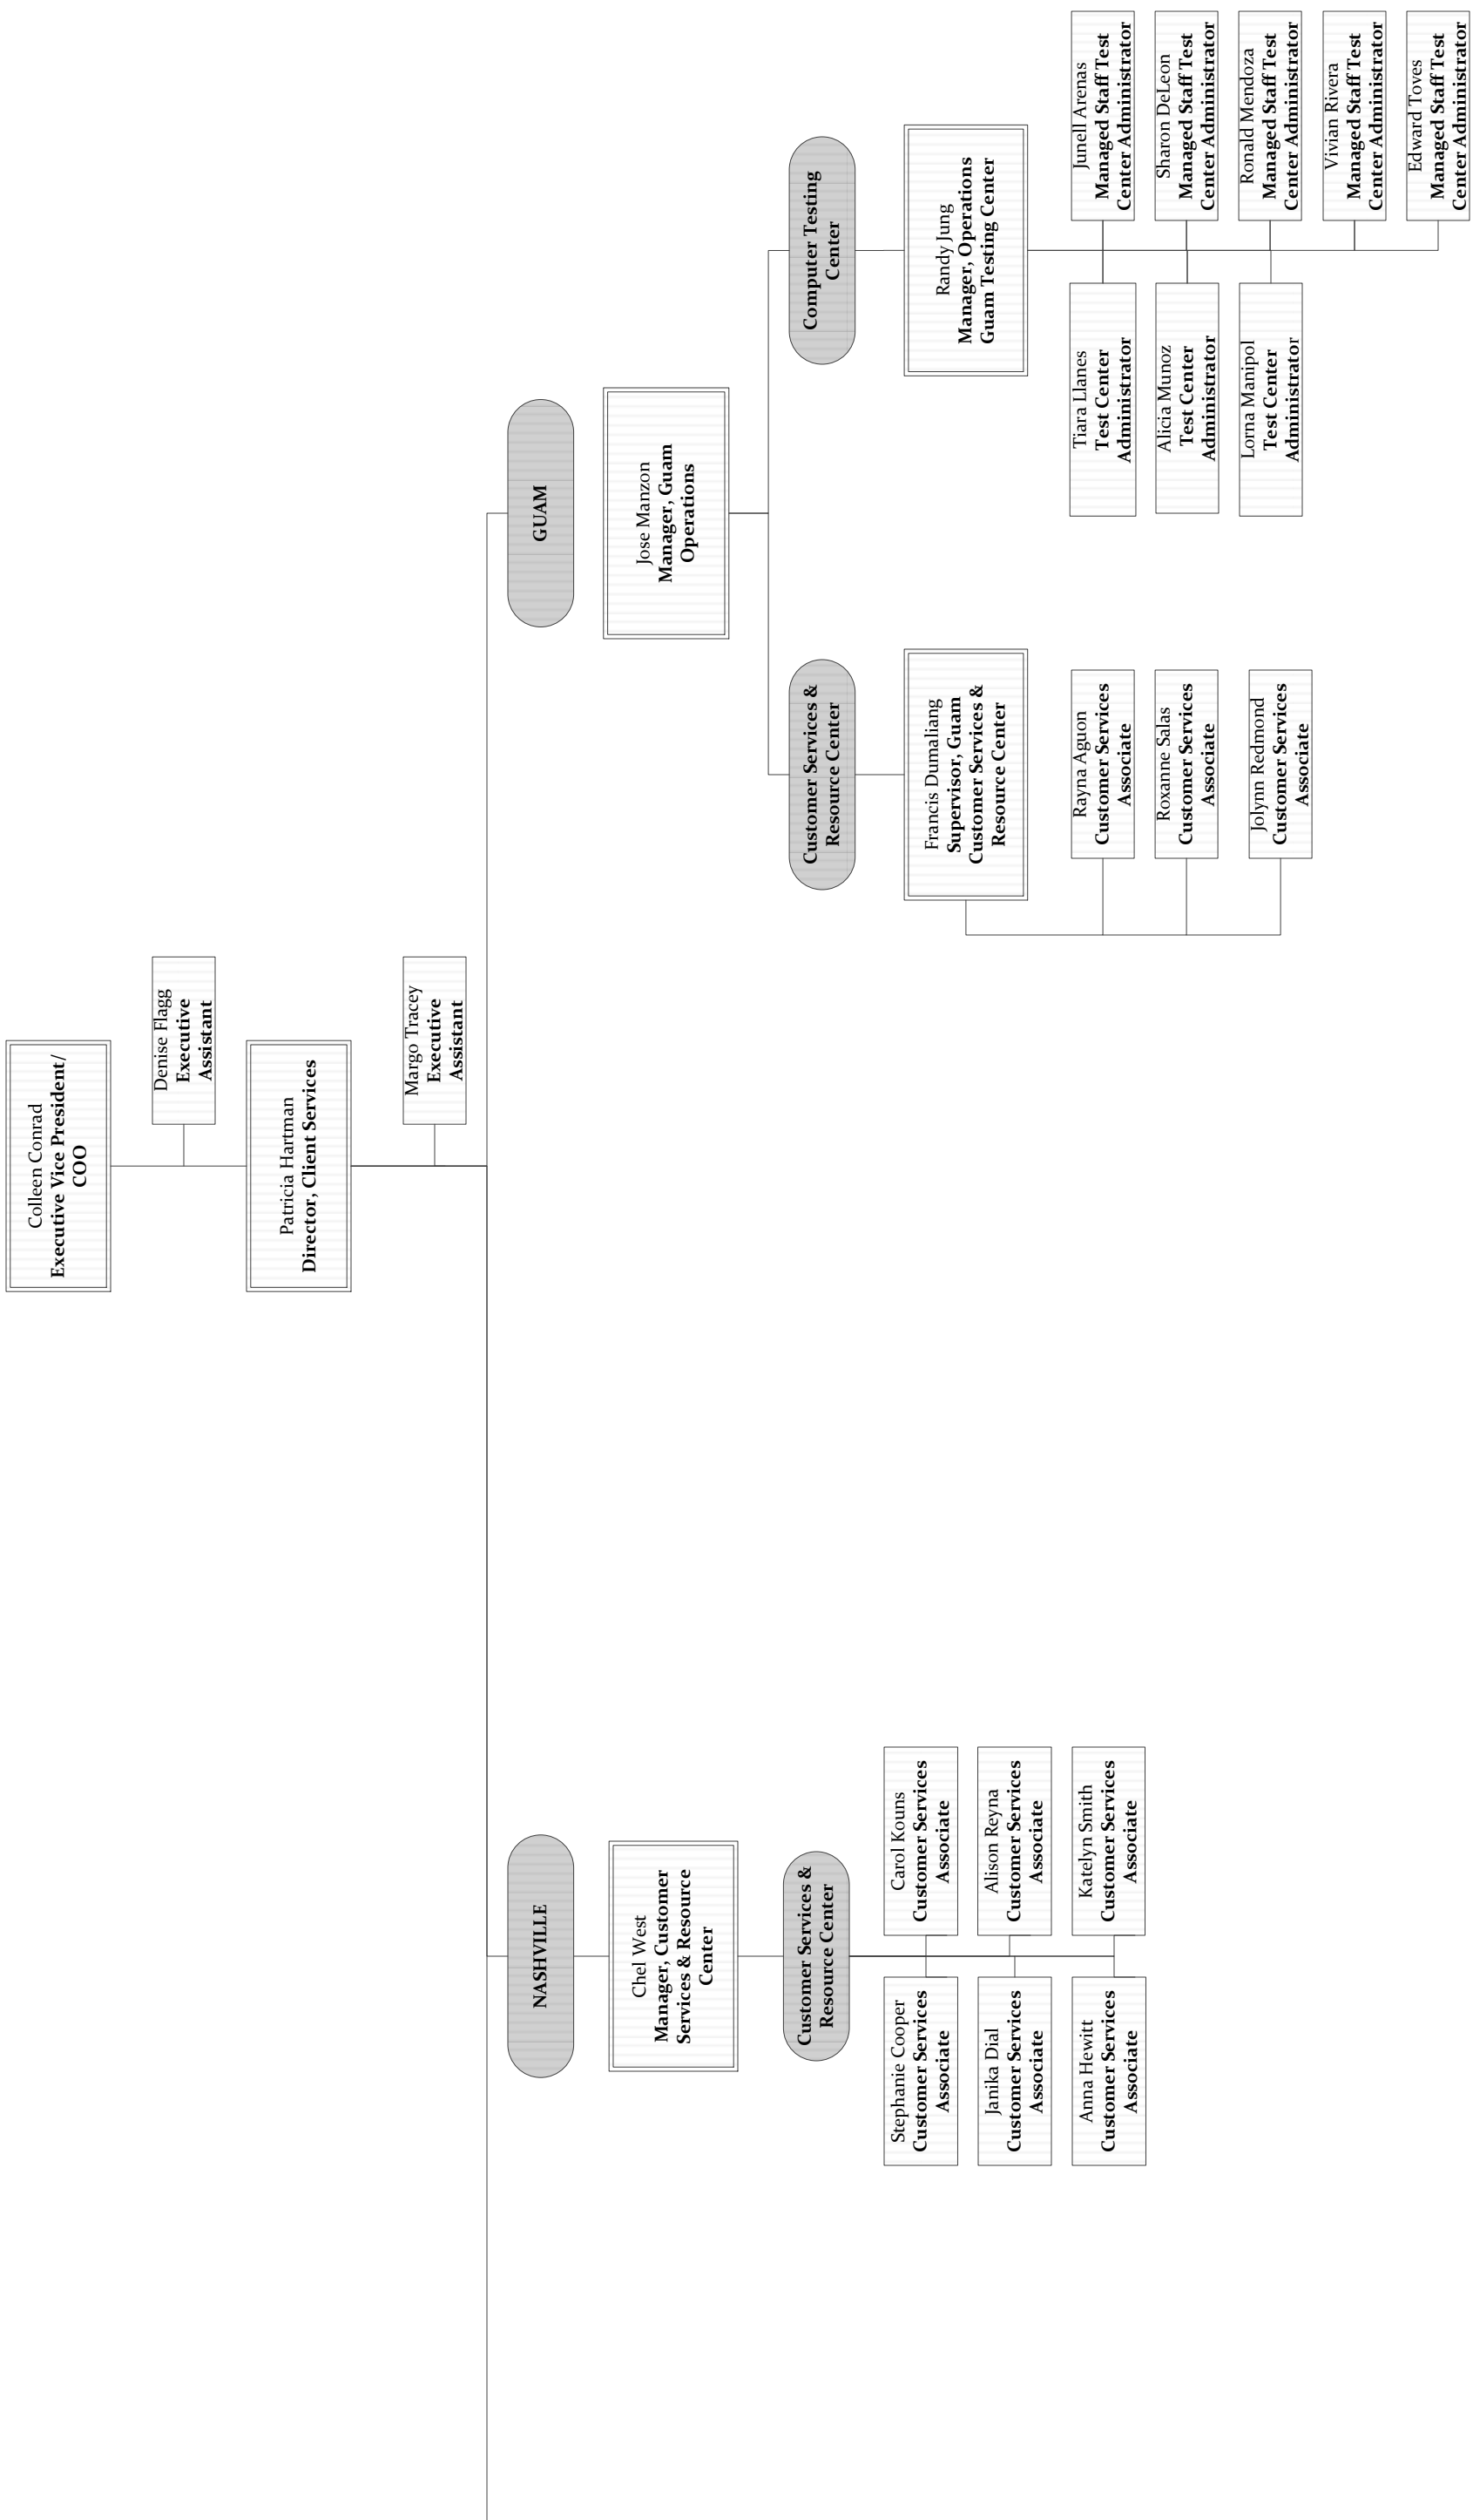 Colleen Conrad
Executive Vice President/
COO
Denise Flagg
Executive
Assistant
Patricia Hartman
Director, Client Services
Margo Tracey
Executive
Assistant
NASHVILLE
Chel West
Manager, Customer
Services & Resource
Center
Customer Services &
Resource Center
Stephanie Cooper
Customer Services
Associate
Carol Kouns
Customer Services
Associate
Janika Dial
Customer Services
Associate
Alison Reyna
Customer Services
Associate
Anna Hewitt
Customer Services
Associate
Katelyn Smith
Customer Services
Associate
GUAM
Jose Manzon
Manager, Guam
Operations
Customer Services &
Resource Center
Francis Dumaliang
Supervisor, Guam
Customer Services &
Resource Center
Rayna Aguon
Customer Services
Associate
Roxanne Salas
Customer Services
Associate
Jolynn Redmond
Customer Services
Associate
Computer Testing
Center
Randy Jung
Manager, Operations
Guam Testing Center
Tiara Llanes
Test Center
Administrator
Junell Arenas
Managed Staff Test
Center Administrator
Alicia Munoz
Test Center
Administrator
Sharon DeLeon
Managed Staff Test
Center Administrator
Lorna Manipol
Test Center
Administrator
Ronald Mendoza
Managed Staff Test
Center Administrator
Vivian Rivera
Managed Staff Test
Center Administrator
Edward Toves
Managed Staff Test
Center Administrator